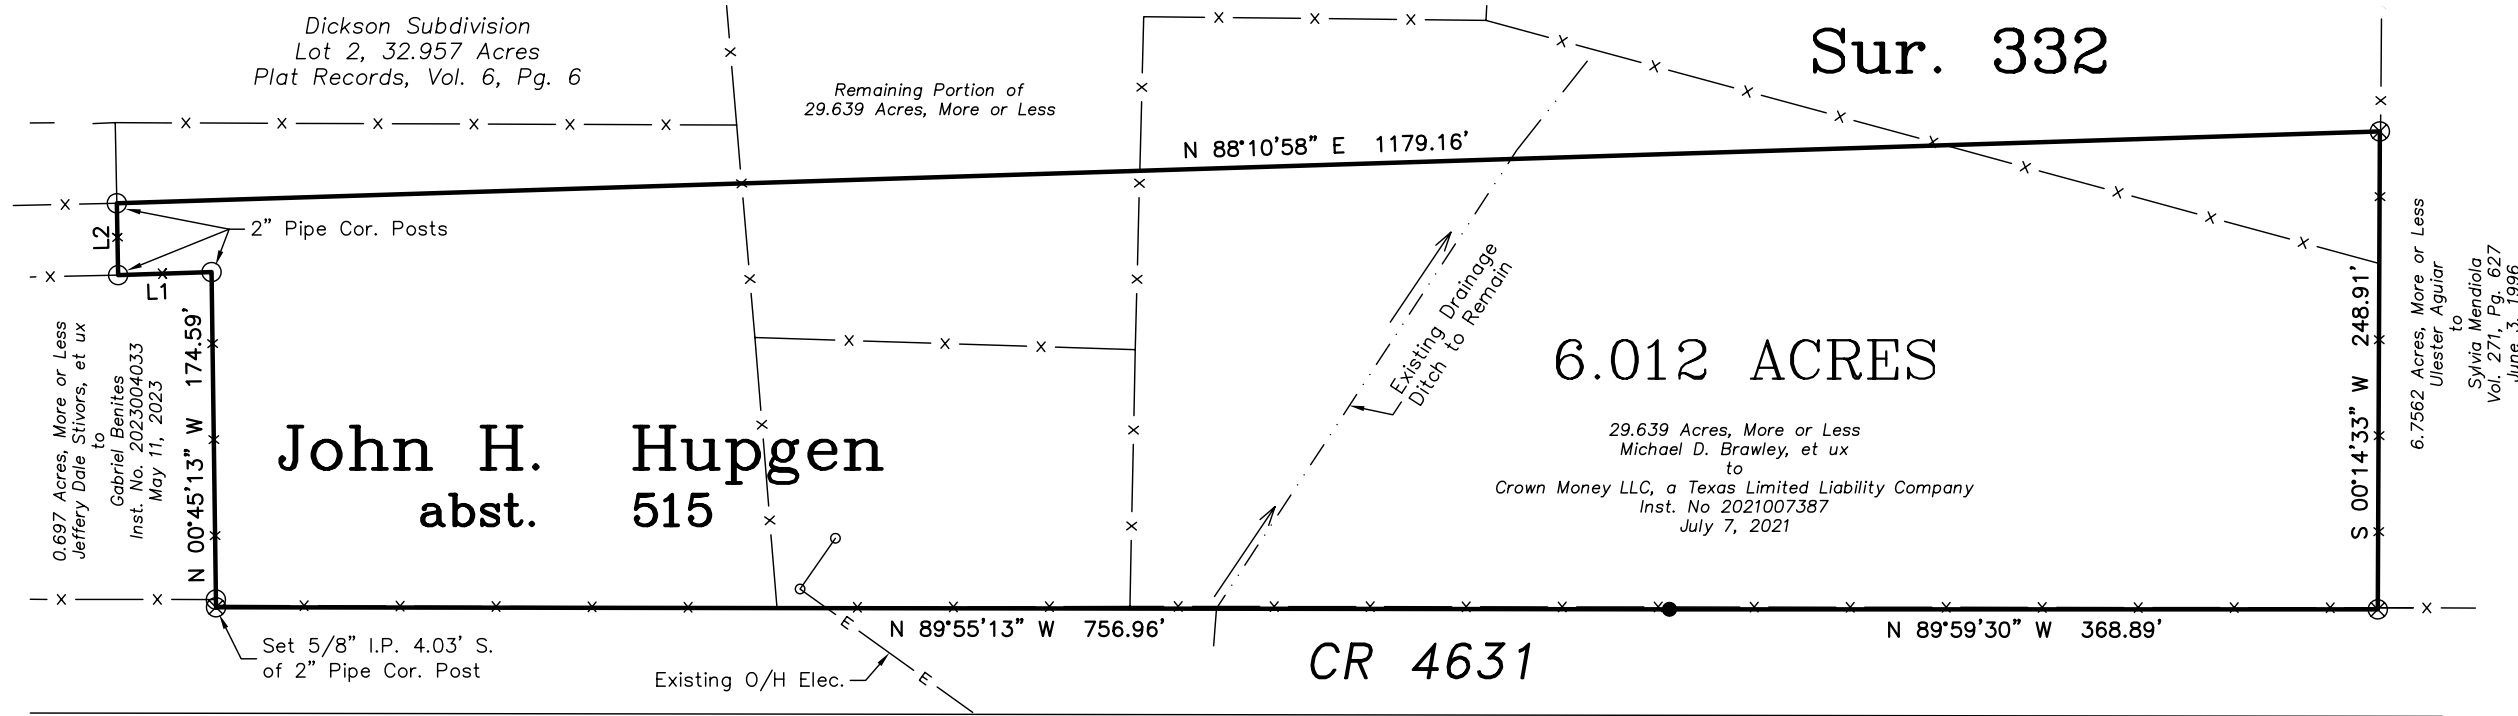 Dickson Subdivision
Lot 2, 32.957 Acres
Plat Records, Vol. 6, Pg. 6
Remaining Portion of
29.639 Acres, More or Less
Sur. 332
N 88°10'58" E 1179.16'
L2
2" Pipe Cor. Posts
L1
N 00°45'13" W 174.59'
0.697 Acres, More or Less
Jeffery Dale Stivors, et ux
to
Gabriel Benites
Inst. No. 2023004033
May 11, 2023
John H. Hupgen
abst. 515
Existing Drainage
Ditch to Remain
6.012 ACRES
29.639 Acres, More or Less
Michael D. Brawley, et ux
to
Crown Money LLC, a Texas Limited Liability Company
Inst. No 2021007387
July 7, 2021
S 00°14'33" W 248.91'
6.7562 Acres, More or Less
Ulester Aguiar
to
Sylvia Mendiola
Vol. 271, Pg. 627
June 3, 1996
Set 5/8" I.P. 4.03' S.
of 2" Pipe Cor. Post
Existing O/H Elec.
E
E
N 89°55'13" W 756.96'
N 89°59'30" W 368.89'
CR 4631